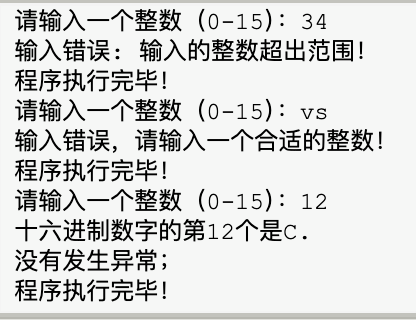 请输入一个整数（0-15）：34
输入错误：输入的整数超出范围！
程序执行完毕！
请输入一个整数（0-15）：vs
输入错误，请输入一个合适的整数！
程序执行完毕！
请输入一个整数（0-15）：12
十六进制数字的第12个是C.
没有发生异常；
程序执行完毕！